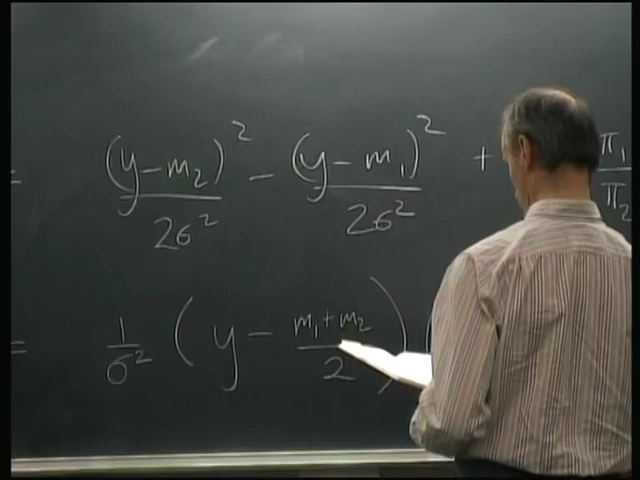 = (y-m₂)²/2σ² - (y-m₁)²/2σ² + π₁/π₂
= 1/σ² (y - (m₁+m₂)/2) (